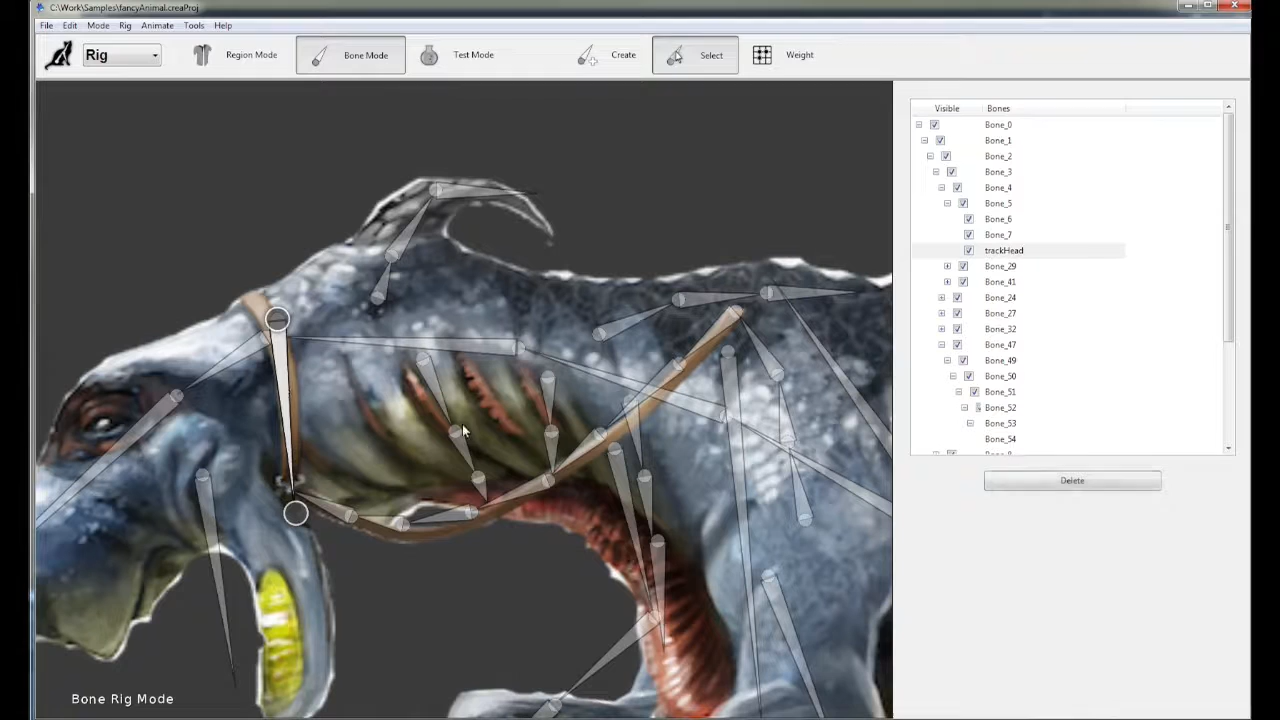 C:\Work\Samples\fancyAnimal.creaProj
File Edit Mode Rig Animate Tools Help
Rig Region Mode Bone Mode Test Mode Create Select Weight
Visible Bones
Bone_0
Bone_1
Bone_2
Bone_3
Bone_4
Bone_5
Bone_6
Bone_7
trackHead
Bone_29
Bone_41
Bone_24
Bone_27
Bone_32
Bone_47
Bone_49
Bone_50
Bone_51
Bone_52
Bone_53
Bone_54
Delete
Bone Rig Mode